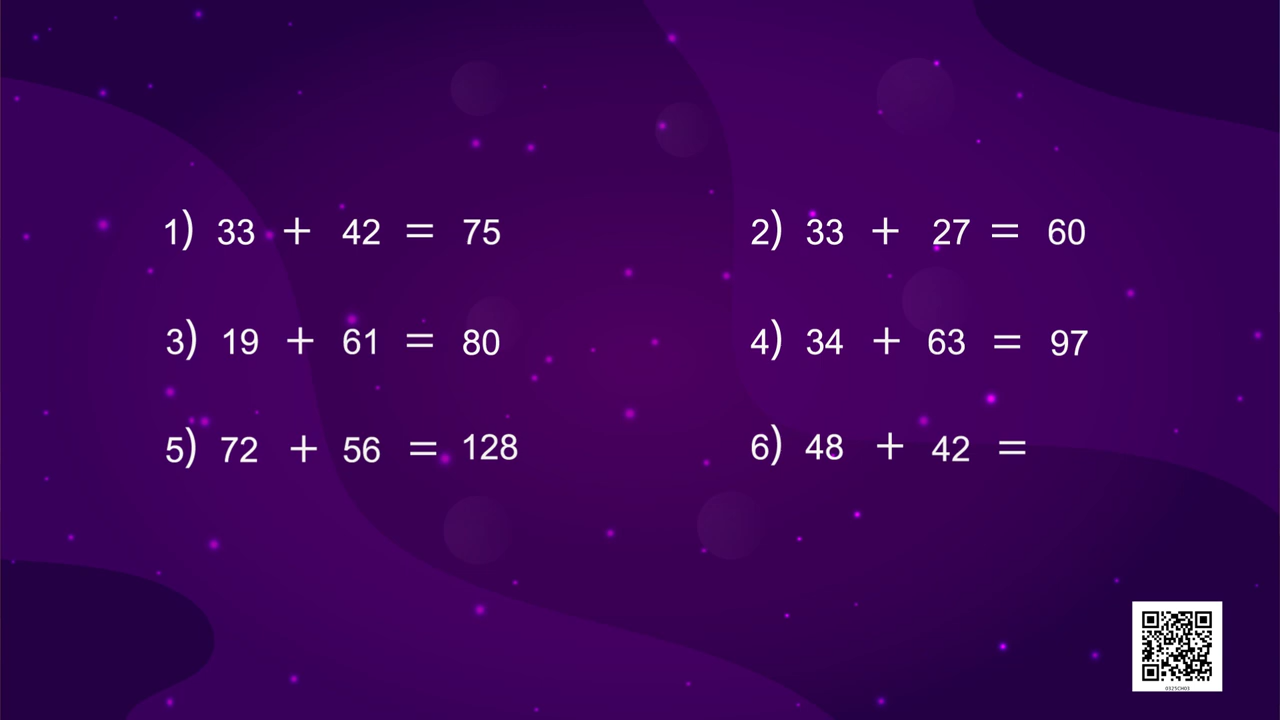 1) 33 + 42 = 75
2) 33 + 27 = 60
3) 19 + 61 = 80
4) 34 + 63 = 97
5) 72 + 56 = 128
6) 48 + 42 =
0325CH03